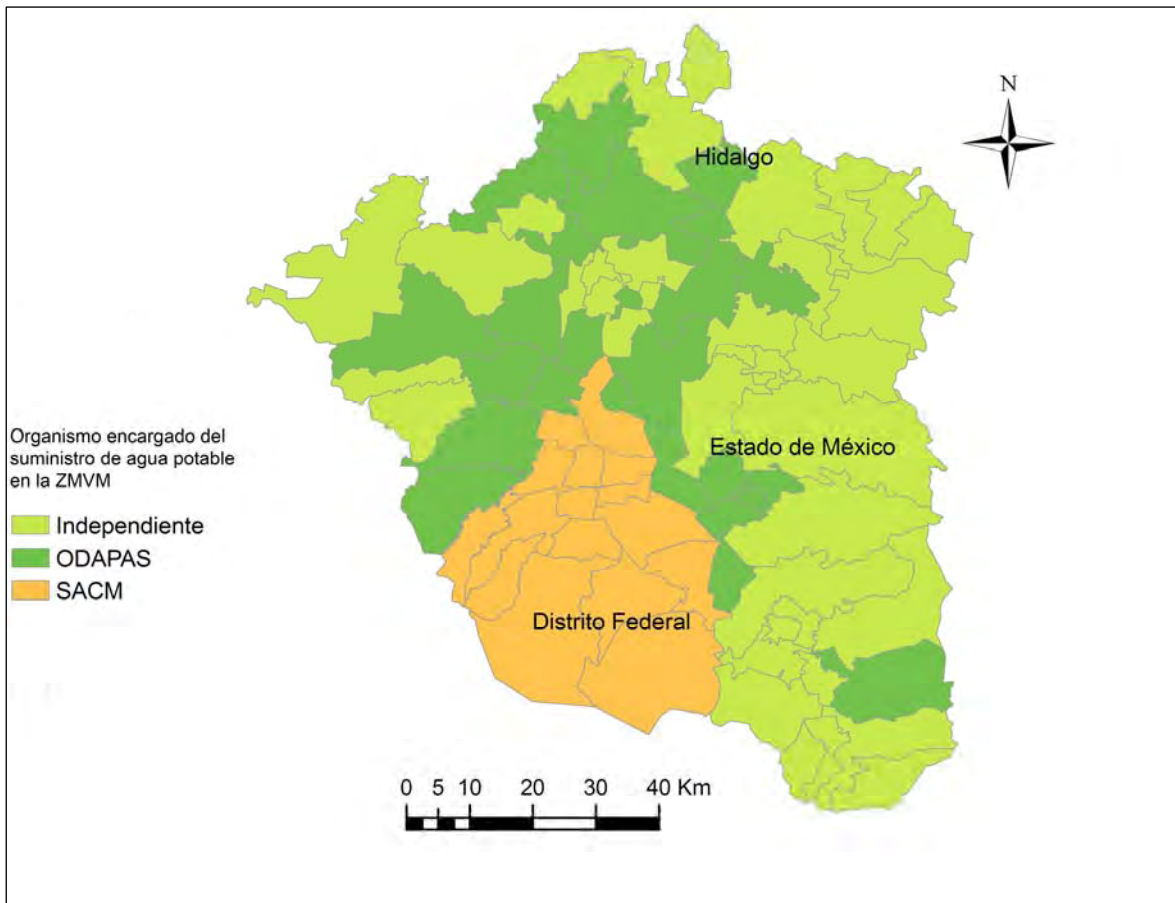 N
Hidalgo
Estado de México
Distrito Federal
Organismo encargado del
suministro de agua potable
en la ZMVM
Independiente
ODAPAS
SACM
0 5 10 20 30 40 Km